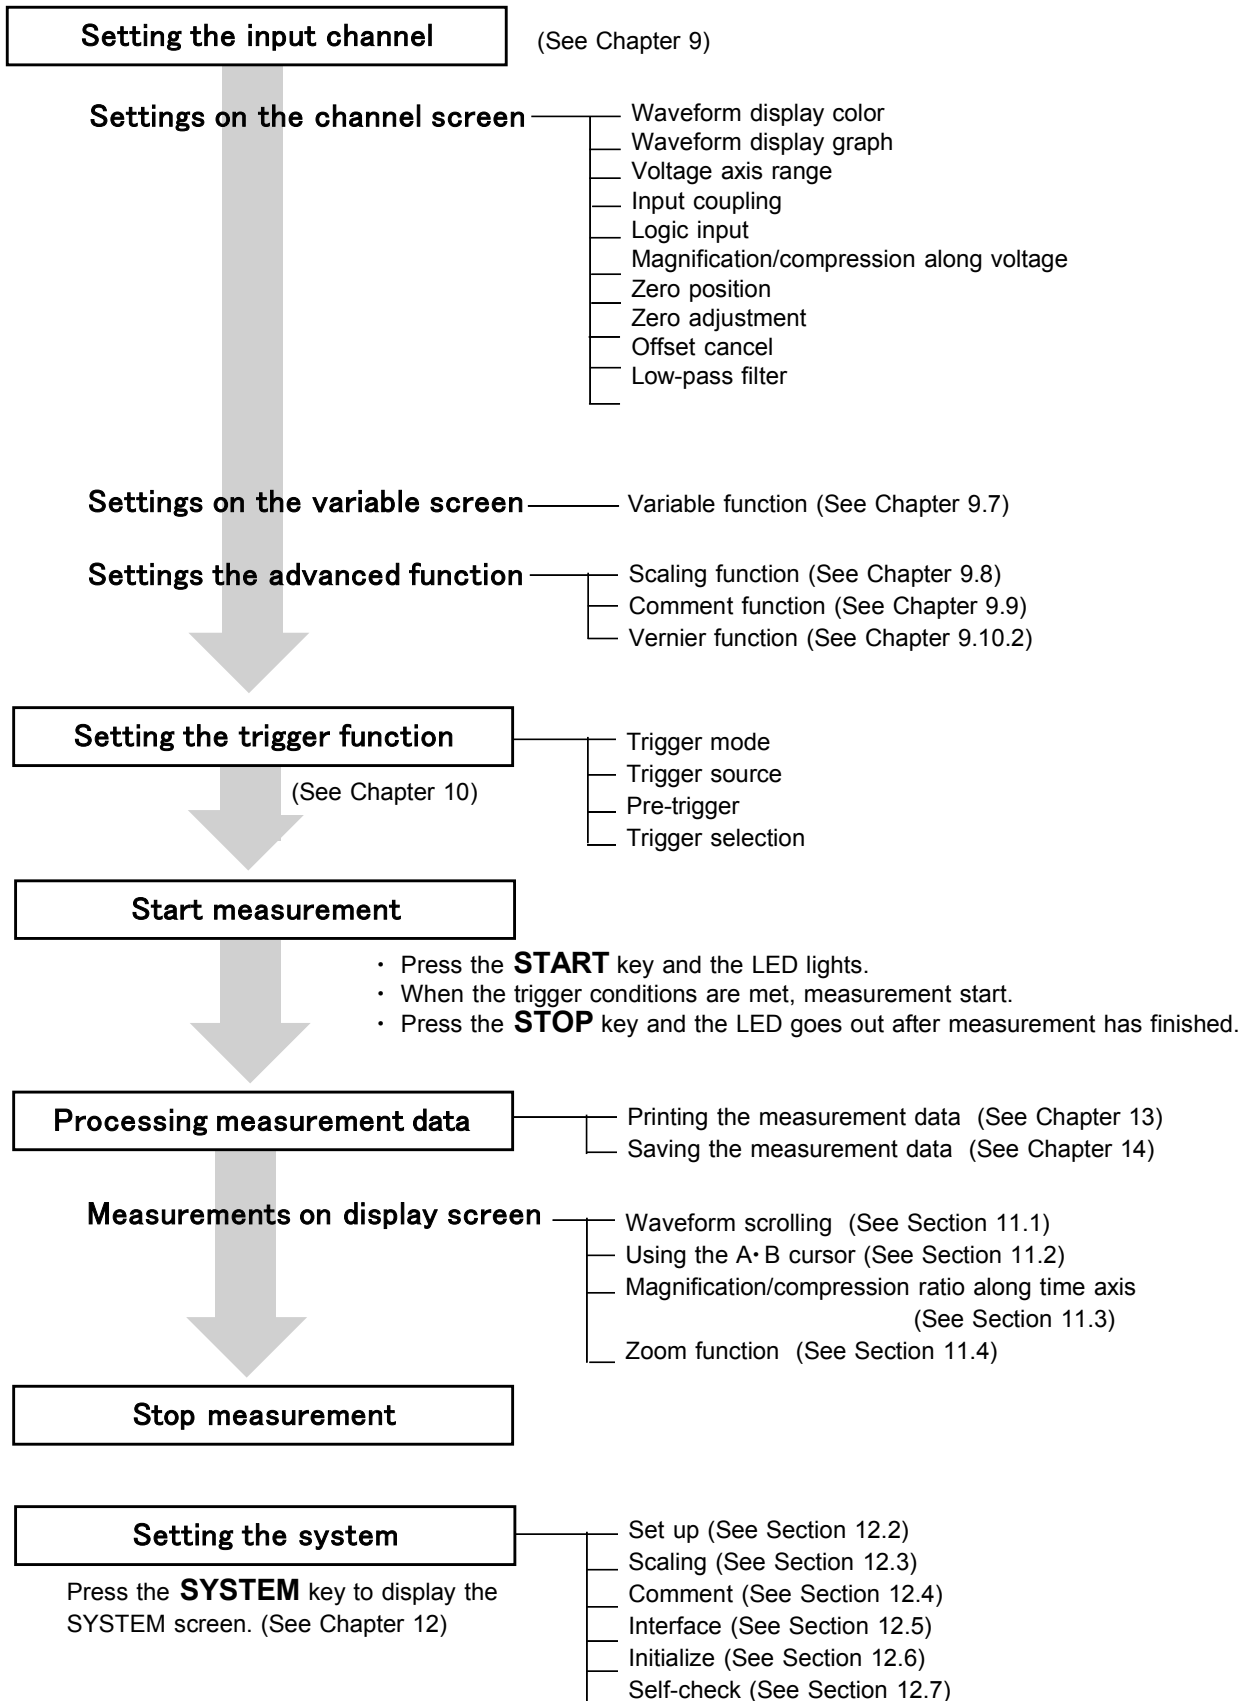 Setting the input channel (See Chapter 9)
Settings on the channel screen
Waveform display color
Waveform display graph
Voltage axis range
Input coupling
Logic input
Magnification/compression along voltage
Zero position
Zero adjustment
Offset cancel
Low-pass filter
Settings on the variable screen Variable function (See Chapter 9.7)
Settings the advanced function Scaling function (See Chapter 9.8)
Comment function (See Chapter 9.9)
Vernier function (See Chapter 9.10.2)
Setting the trigger function
(See Chapter 10)
Trigger mode
Trigger source
Pre-trigger
Trigger selection
Start measurement
・ Press the START key and the LED lights.
・ When the trigger conditions are met, measurement start.
・ Press the STOP key and the LED goes out after measurement has finished.
Processing measurement data Printing the measurement data (See Chapter 13)
Saving the measurement data (See Chapter 14)
Measurements on display screen Waveform scrolling (See Section 11.1)
Using the A・B cursor (See Section 11.2)
Magnification/compression ratio along time axis
(See Section 11.3)
Zoom function (See Section 11.4)
Stop measurement
Setting the system
Press the SYSTEM key to display the
SYSTEM screen. (See Chapter 12)
Set up (See Section 12.2)
Scaling (See Section 12.3)
Comment (See Section 12.4)
Interface (See Section 12.5)
Initialize (See Section 12.6)
Self-check (See Section 12.7)